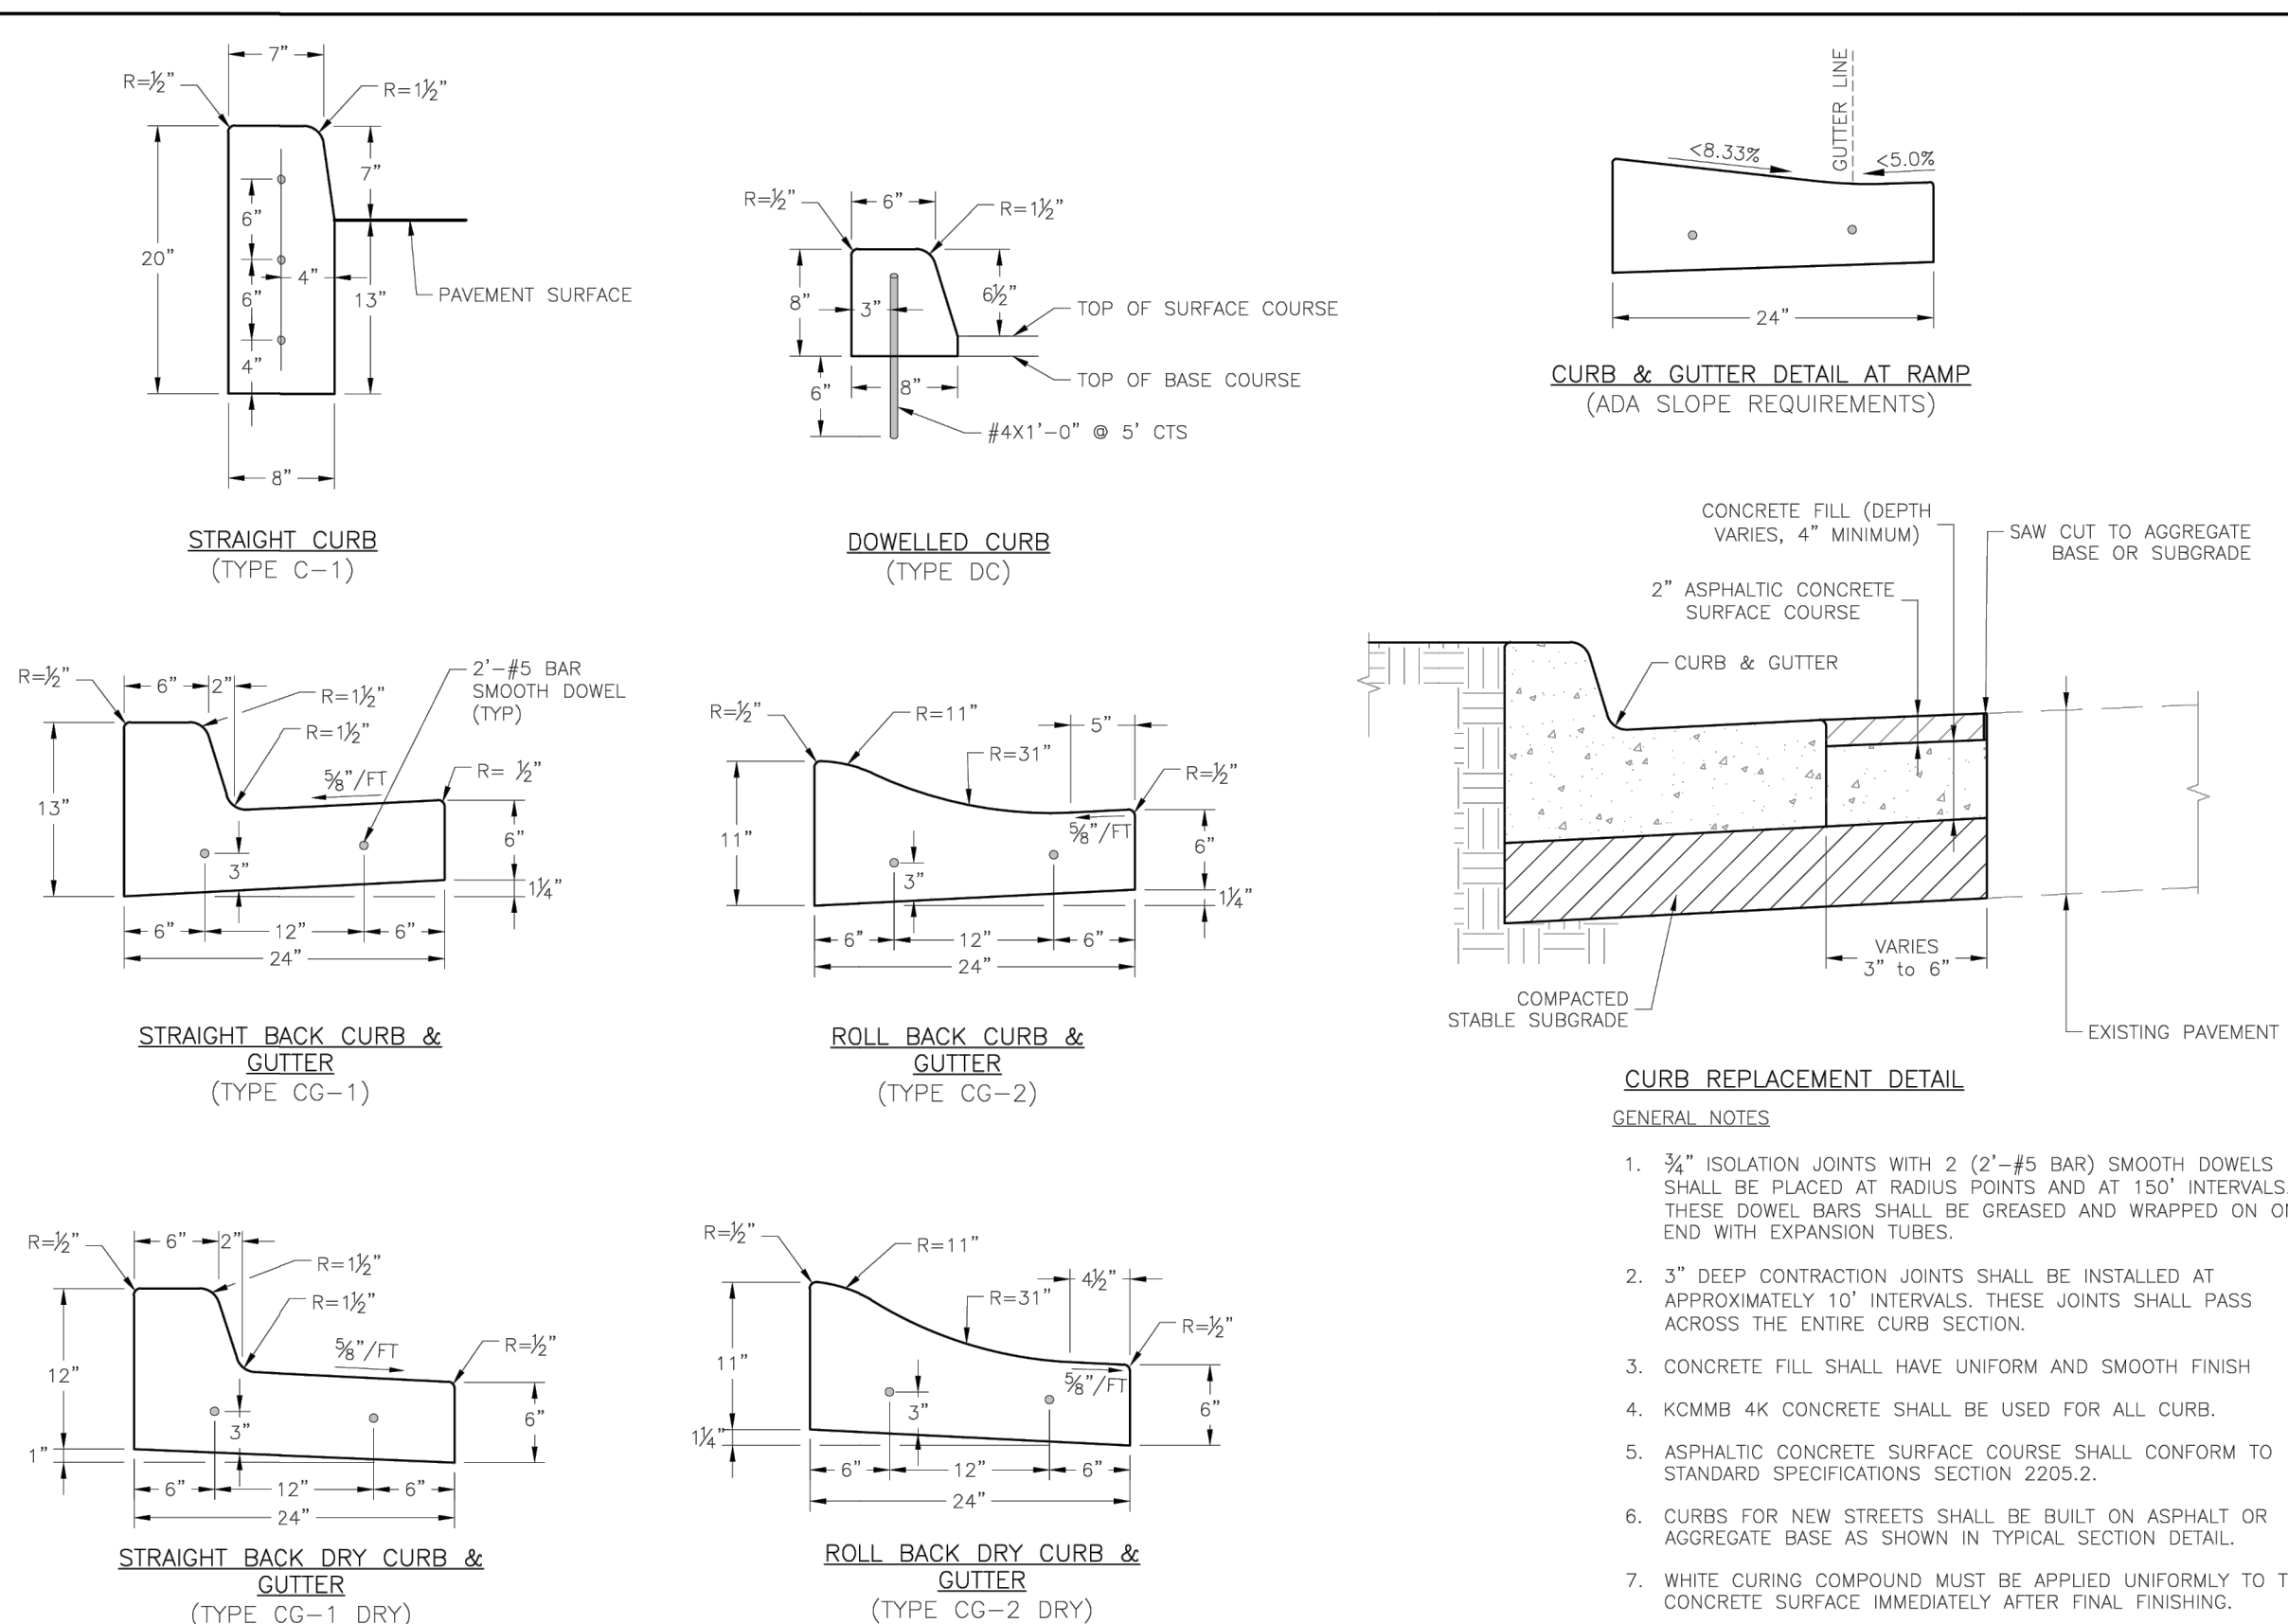 7"
R=½"
R=1½"
7"
20"
6"
4"
6"
13"
PAVEMENT SURFACE
4"
8"
STRAIGHT CURB
(TYPE C-1)
R=½"
6"
R=1½"
8"
3"
6½"
TOP OF SURFACE COURSE
TOP OF BASE COURSE
6"
8"
#4X1'-0" @ 5' CTS
DOWELLED CURB
(TYPE DC)
GUTTER LINE
<8.33%
<5.0%
24"
CURB & GUTTER DETAIL AT RAMP
(ADA SLOPE REQUIREMENTS)
R=½"
6"
2"
R=1½"
R=1½"
2'-#5 BAR
SMOOTH DOWEL
(TYP)
⅝"/FT
R= ½"
13"
3"
6"
1¼"
6"
12"
6"
24"
STRAIGHT BACK CURB &
GUTTER
(TYPE CG-1)
R=½"
R=11"
5"
R=31"
R=½"
11"
⅝"/FT
3"
6"
1¼"
6"
12"
6"
24"
ROLL BACK CURB &
GUTTER
(TYPE CG-2)
CONCRETE FILL (DEPTH
VARIES, 4" MINIMUM)
SAW CUT TO AGGREGATE
BASE OR SUBGRADE
2" ASPHALTIC CONCRETE
SURFACE COURSE
CURB & GUTTER
VARIES
3" to 6"
COMPACTED
STABLE SUBGRADE
EXISTING PAVEMENT
CURB REPLACEMENT DETAIL
R=½"
6"
2"
R=1½"
R=1½"
⅝"/FT
R=½"
12"
3"
6"
1"
6"
12"
6"
24"
STRAIGHT BACK DRY CURB &
GUTTER
(TYPE CG-1 DRY)
R=½"
R=11"
4½"
R=31"
R=½"
11"
⅝"/FT
3"
6"
1¼"
6"
12"
6"
24"
ROLL BACK DRY CURB &
GUTTER
(TYPE CG-2 DRY)
GENERAL NOTES
1. ¾" ISOLATION JOINTS WITH 2 (2'-#5 BAR) SMOOTH DOWELS
SHALL BE PLACED AT RADIUS POINTS AND AT 150' INTERVALS.
THESE DOWEL BARS SHALL BE GREASED AND WRAPPED ON
END WITH EXPANSION TUBES.
2. 3" DEEP CONTRACTION JOINTS SHALL BE INSTALLED AT
APPROXIMATELY 10' INTERVALS. THESE JOINTS SHALL PASS
ACROSS THE ENTIRE CURB SECTION.
3. CONCRETE FILL SHALL HAVE UNIFORM AND SMOOTH FINISH
4. KCMMB 4K CONCRETE SHALL BE USED FOR ALL CURB.
5. ASPHALTIC CONCRETE SURFACE COURSE SHALL CONFORM TO
STANDARD SPECIFICATIONS SECTION 2205.2.
6. CURBS FOR NEW STREETS SHALL BE BUILT ON ASPHALT OR
AGGREGATE BASE AS SHOWN IN TYPICAL SECTION DETAIL.
7. WHITE CURING COMPOUND MUST BE APPLIED UNIFORMLY TO
CONCRETE SURFACE IMMEDIATELY AFTER FINAL FINISHING.